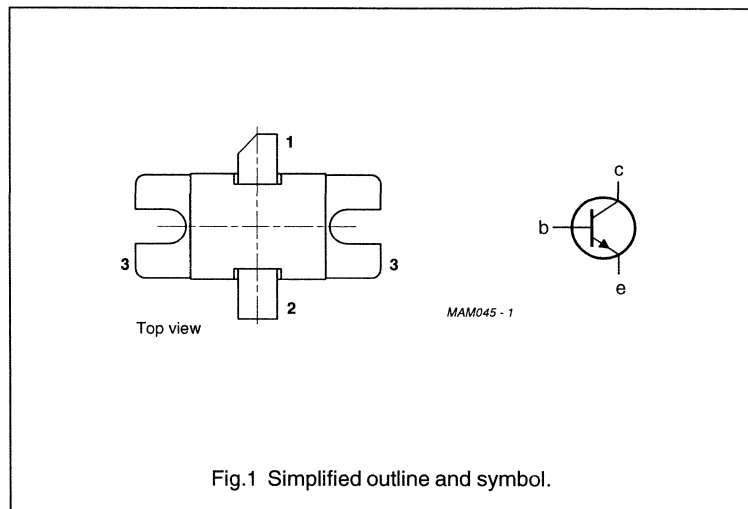 1
c
b
3
3
e
2
MAM045 - 1
Top view
Fig.1 Simplified outline and symbol.